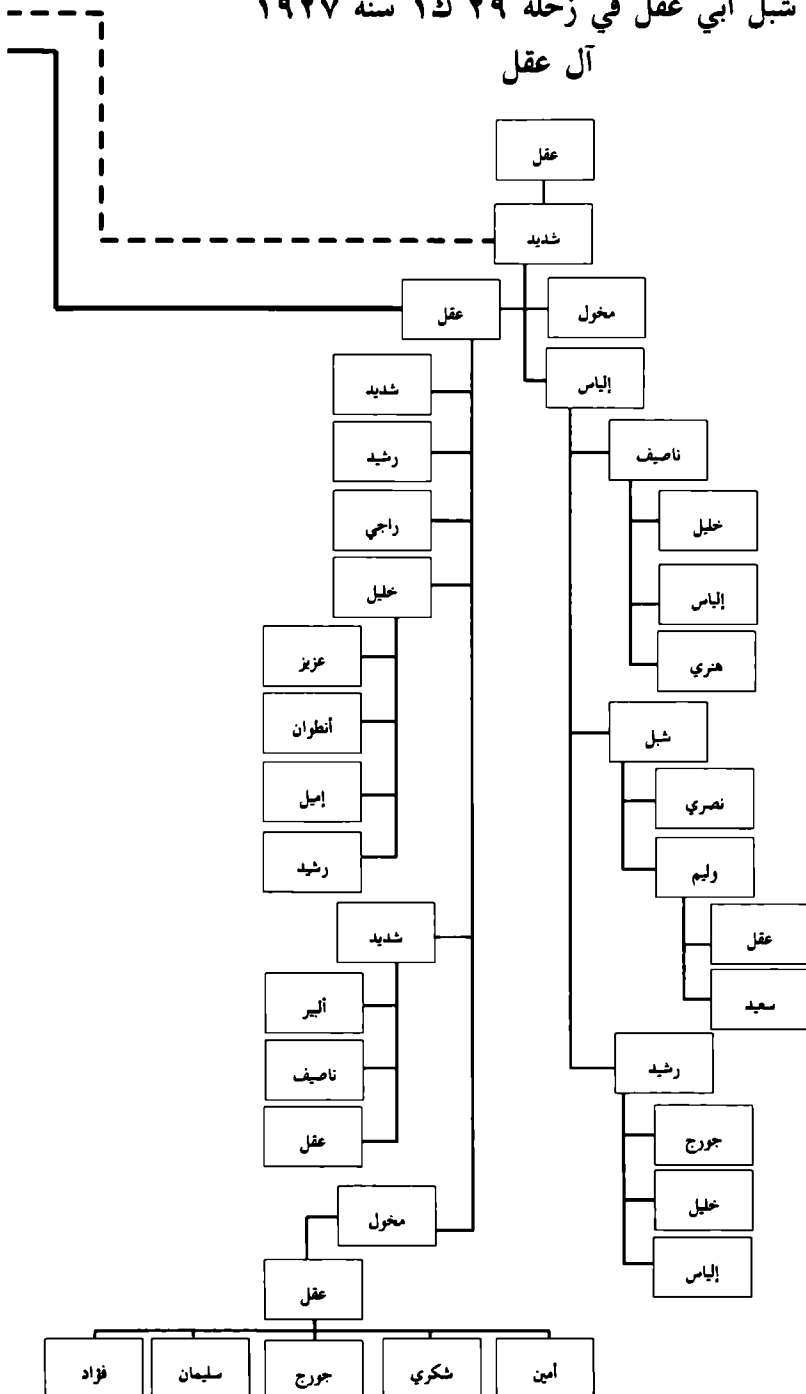 شبل أبي عقل في زحلة ٢٩ ك١ سنة ١٩٢٧
آل عقل
عقل
شديد
مخول
عقل
إلياس
شديد
ناصيف
رشيد
خليل
راجي
خليل
إلياس
عزيز
هنري
أنطوان
شبل
إميل
نصري
رشيد
وليم
شديد
عقل
ألبير
سعيد
ناصيف
رشيد
عقل
جورج
مخول
خليل
عقل
إلياس
أمين
شكري
جورج
سليمان
فؤاد